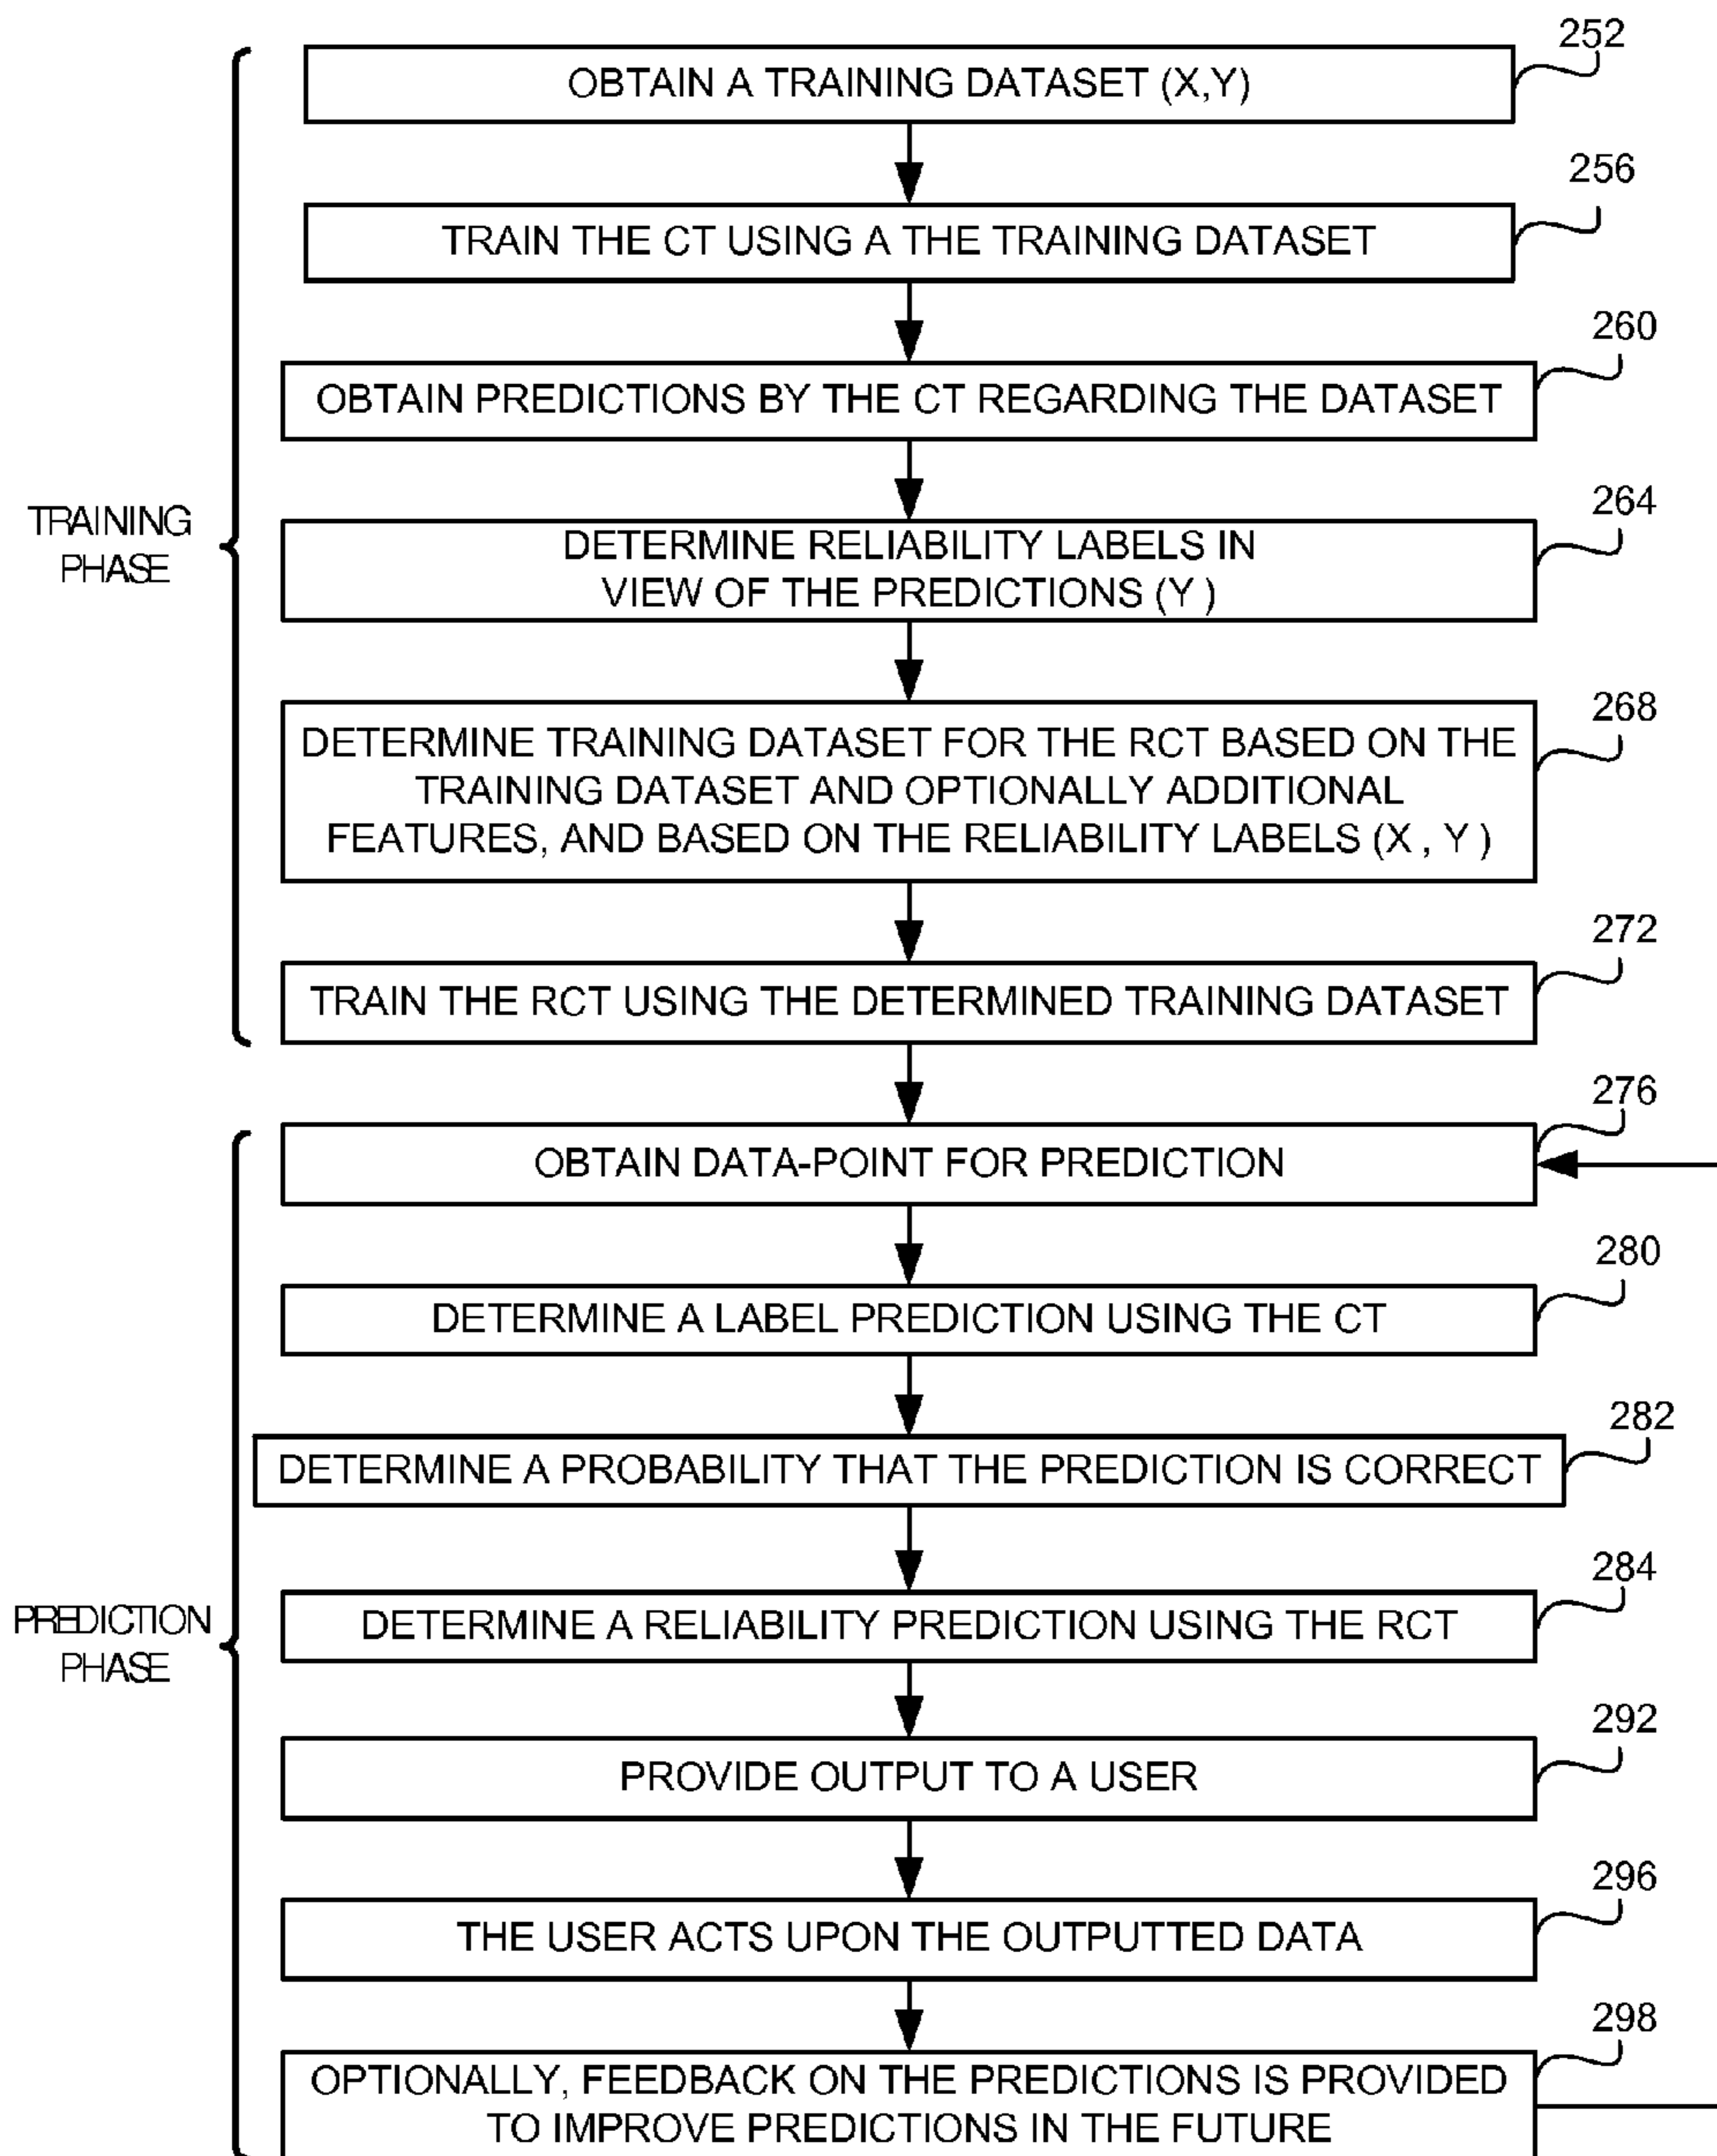 252
OBTAIN A TRAINING DATASET (X,Y)
256
TRAIN THE CT USING A THE TRAINING DATASET
260
OBTAIN PREDICTIONS BY THE CT REGARDING THE DATASET
264
DETERMINE RELIABILITY LABELS IN
VIEW OF THE PREDICTIONS (Y )
TRAINING
PHASE
268
DETERMINE TRAINING DATASET FOR THE RCT BASED ON THE
TRAINING DATASET AND OPTIONALLY ADDITIONAL
FEATURES, AND BASED ON THE RELIABILITY LABELS (X , Y )
272
TRAIN THE RCT USING THE DETERMINED TRAINING DATASET
276
OBTAIN DATA-POINT FOR PREDICTION
280
DETERMINE A LABEL PREDICTION USING THE CT
282
DETERMINE A PROBABILITY THAT THE PREDICTION IS CORRECT
284
DETERMINE A RELIABILITY PREDICTION USING THE RCT
PREDICTION
PHASE
292
PROVIDE OUTPUT TO A USER
296
THE USER ACTS UPON THE OUTPUTTED DATA
298
OPTIONALLY, FEEDBACK ON THE PREDICTIONS IS PROVIDED
TO IMPROVE PREDICTIONS IN THE FUTURE